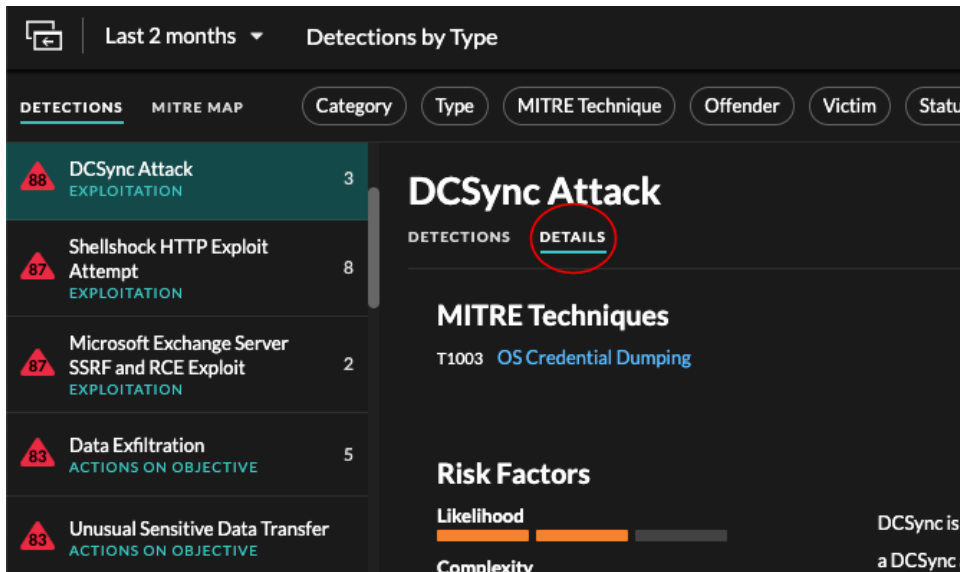 Last 2 months
Detections by Type
DETECTIONS
MITRE MAP
Category
Type
MITRE Technique
Offender
Victim
Statu
88
DCSync Attack
EXPLOITATION
3
87
Shellshock HTTP Exploit
Attempt
EXPLOITATION
8
87
Microsoft Exchange Server
SSRF and RCE Exploit
EXPLOITATION
2
83
Data Exfiltration
ACTIONS ON OBJECTIVE
5
83
Unusual Sensitive Data Transfer
ACTIONS ON OBJECTIVE
DCSync Attack
DETECTIONS
DETAILS
MITRE Techniques
T1003 OS Credential Dumping
Risk Factors
Likelihood
Complexity
DCSync is
a DCSync